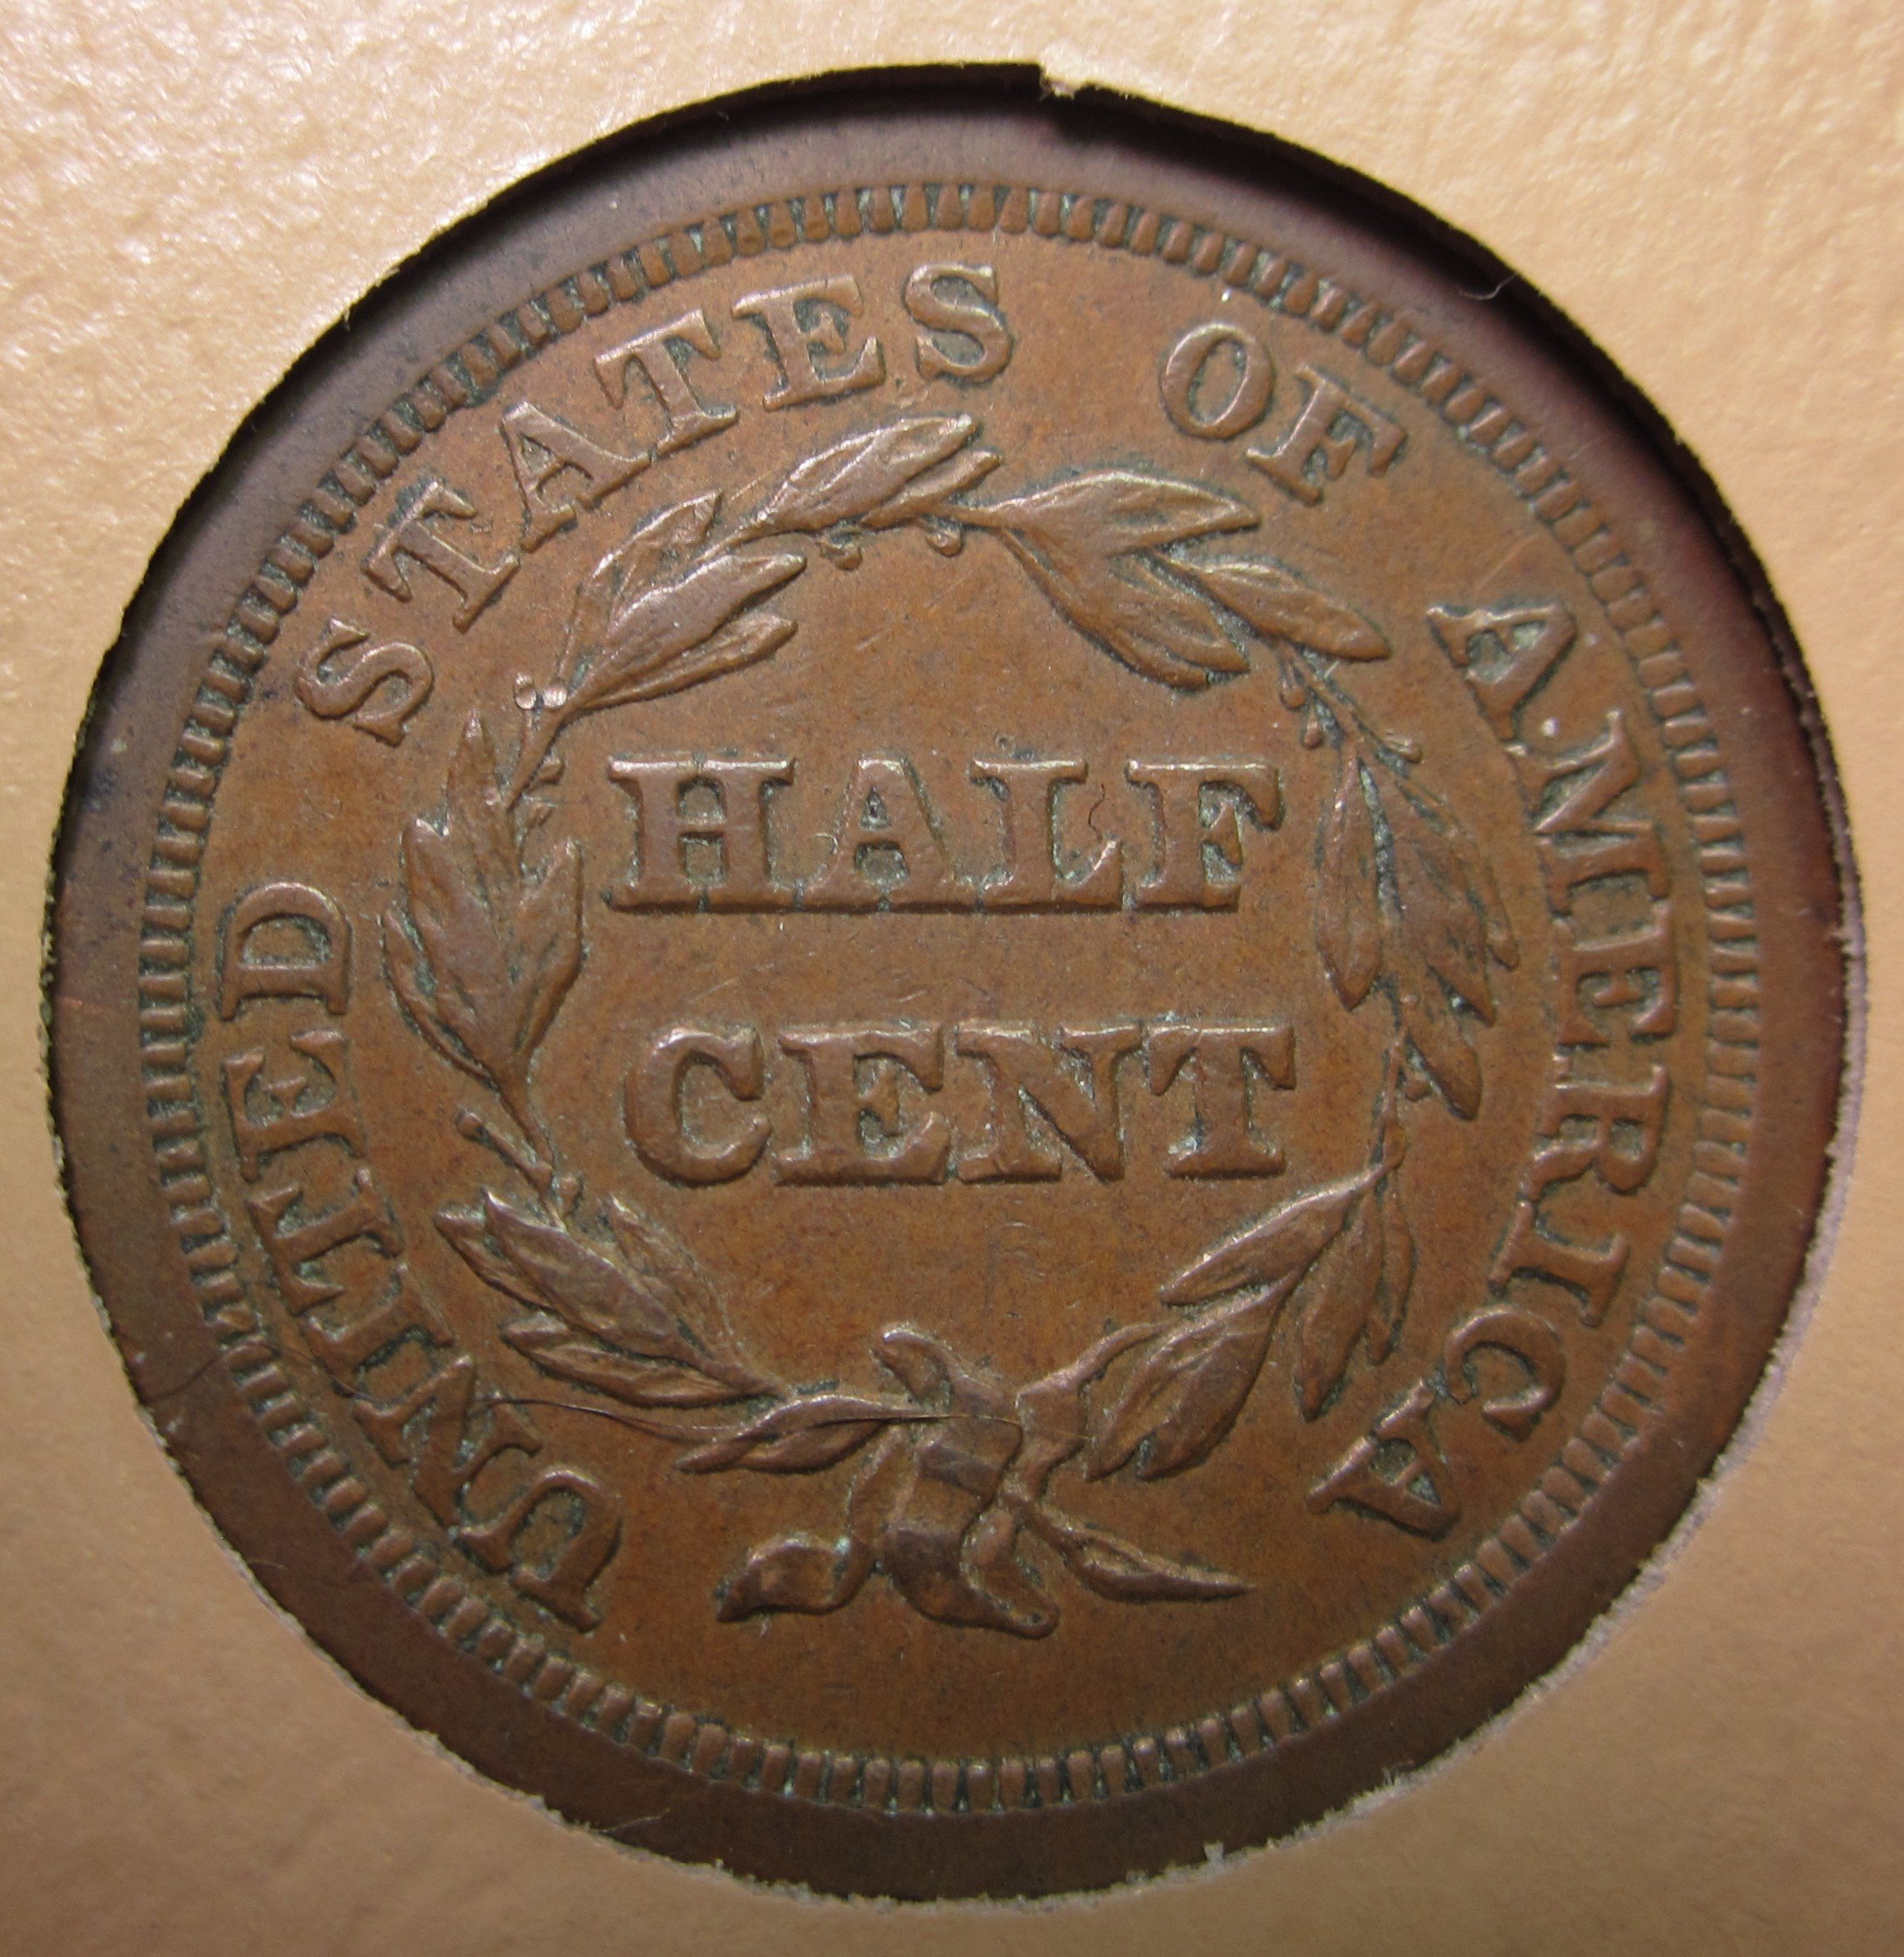 UNITED STATES OF AMERICA
HALF
CENT